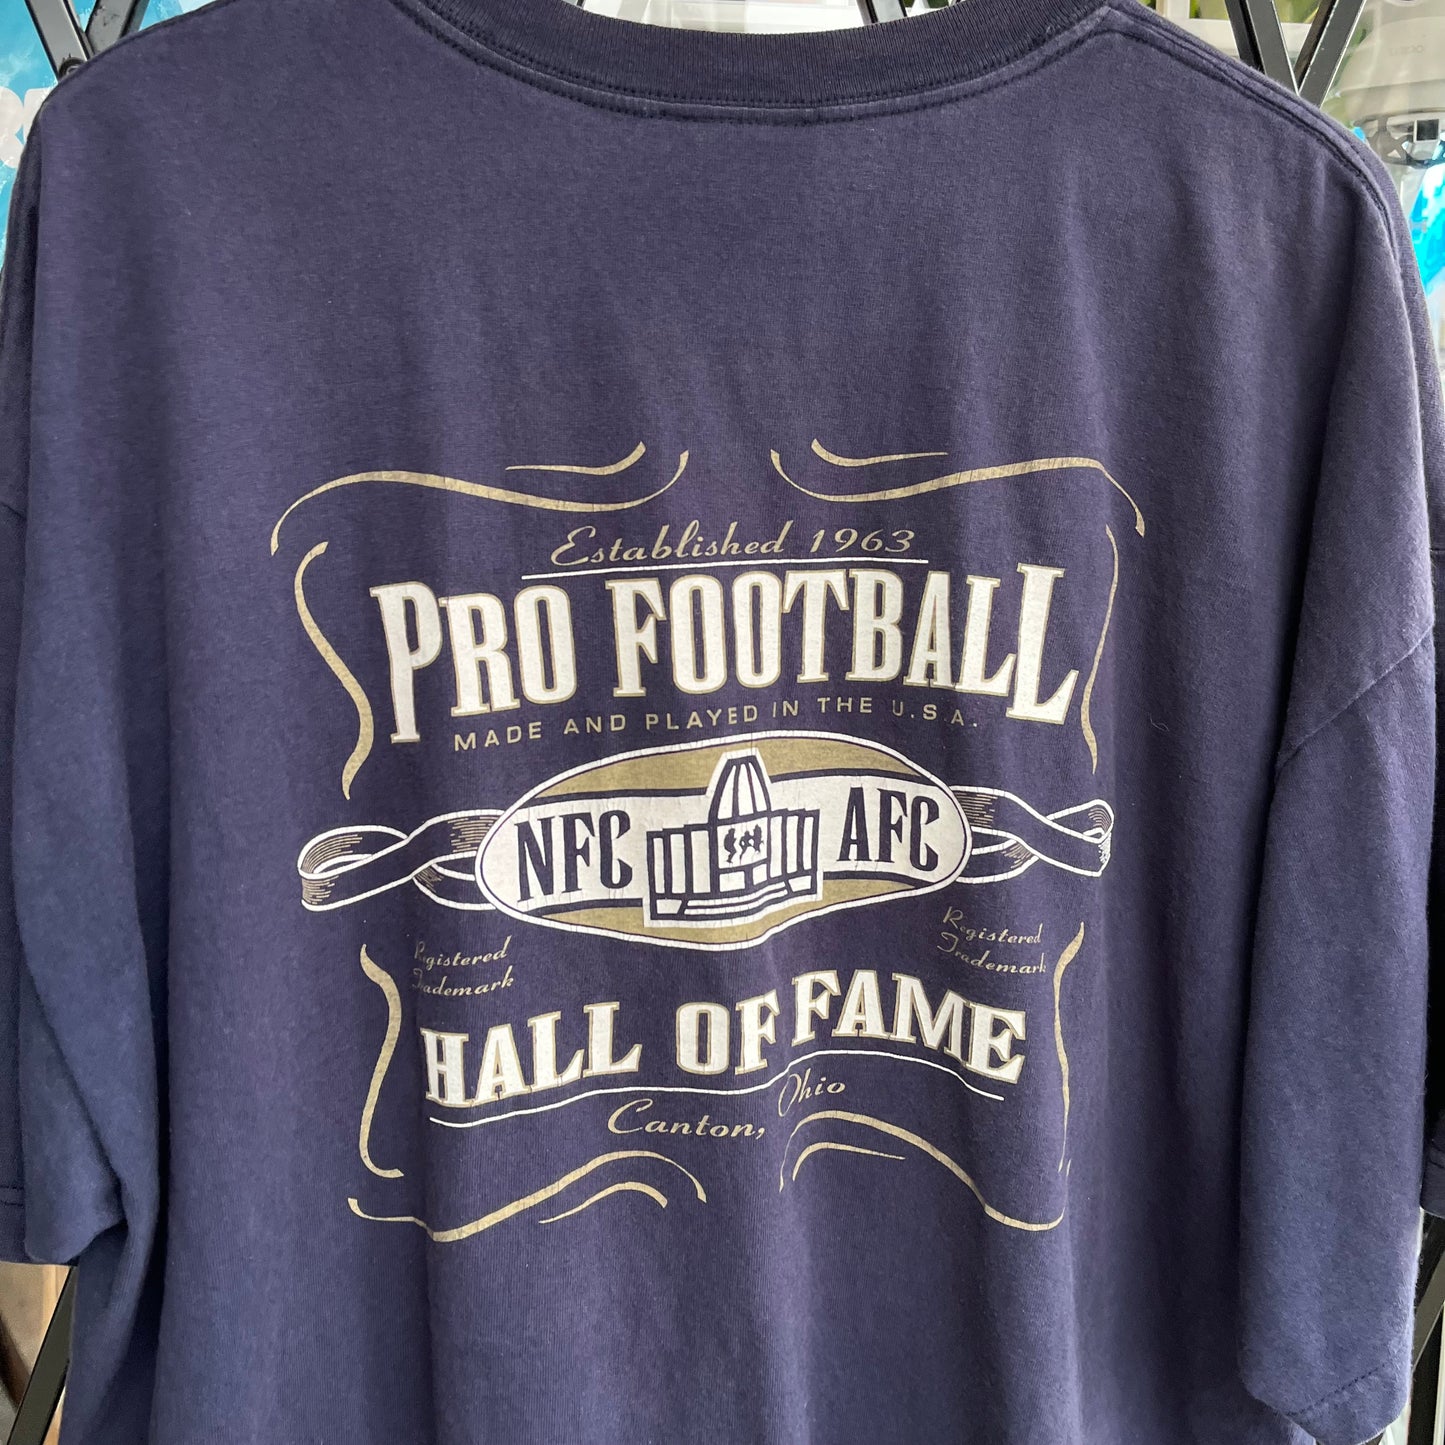 Established 1963
PRO FOOTBALL
MADE AND PLAYED IN THE U.S.A.
NFC AFC
Registered
Trademark
Registered
Trademark
HALL OF FAME
Canton, Ohio